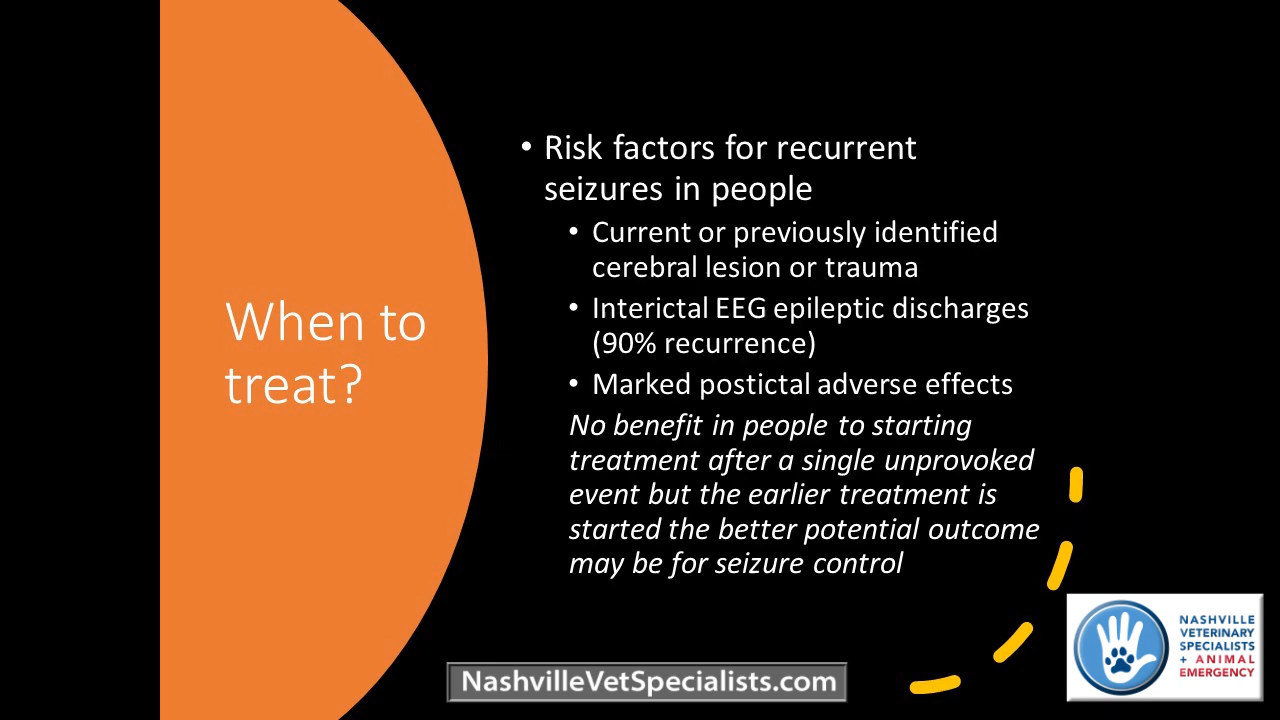 When to
treat?
• Risk factors for recurrent
seizures in people
• Current or previously identified
cerebral lesion or trauma
• Interictal EEG epileptic discharges
(90% recurrence)
• Marked postictal adverse effects
No benefit in people to starting
treatment after a single unprovoked
event but the earlier treatment is
started the better potential outcome
may be for seizure control
NashvilleVetSpecialists.com
NASHVILLE
VETERINARY
SPECIALISTS
+ ANIMAL
EMERGENCY